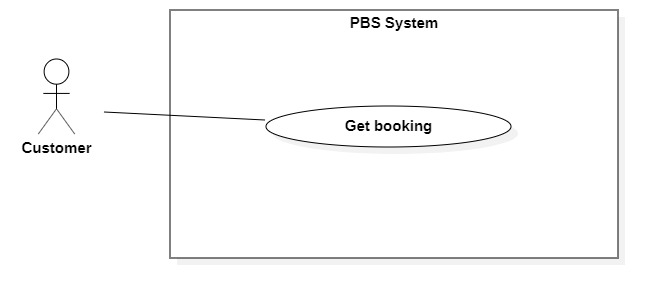 PBS System
Get booking
Customer